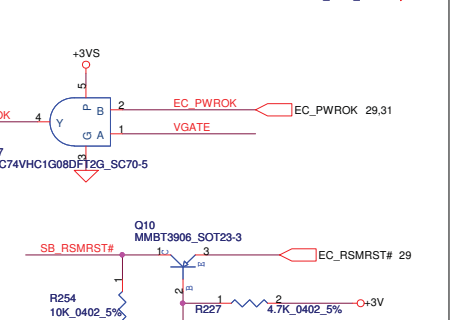 +3VS
5
P
B
2
EC_PWROK
EC_PWROK 29,31
OK
4
Y
G
A
1
VGATE
3
7
C74VHC1G08DFT2G_SC70-5
Q10
MMBT3906_SOT23-3
SB_RSMRST#
1
C
3
E
EC_RSMRST# 29
B
2
1
R254
10K_0402_5%
R227
1
2
4.7K_0402_5%
+3V